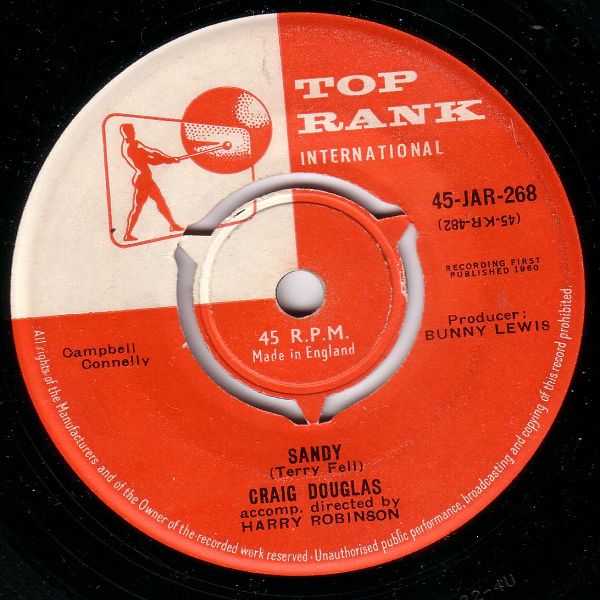 TOP
RANK
INTERNATIONAL
45-JAR-268
(45-KR-482)
RECORDING FIRST
PUBLISHED 1960
Producer:
BUNNY LEWIS
Campbell
Connelly
45 R.P.M.
Made in England
SANDY
(Terry Fell)
CRAIG DOUGLAS
accomp. directed by
HARRY ROBINSON
All rights of the Manufacturers and of the Owner of the recorded work reserved · Unauthorised public performance, broadcasting and copying of this record prohibited.